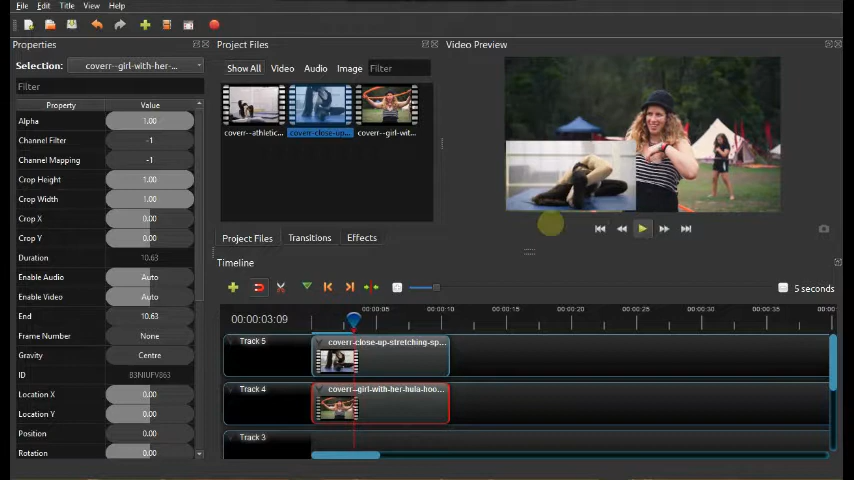 File Edit Title View Help
Properties
Selection: coverr--girl-with-her-...
Filter
Property Value
Alpha 1.00
Channel Filter -1
Channel Mapping -1
Crop Height 1.00
Crop Width 1.00
Crop X 0.00
Crop Y 0.00
Duration 10.63
Enable Audio Auto
Enable Video Auto
End 10.63
Frame Number None
Gravity Centre
ID B3NIUFV863
Location X 0.00
Location Y 0.00
Position 0.00
Rotation 0.00
Project Files
Show All Video Audio Image Filter
coverr--athletic... coverr-close-up... coverr--girl-wit...
Project Files Transitions Effects
Video Preview
Timeline
5 seconds
00:00:03:09
00:00:05 00:00:10 00:00:15 00:00:20 00:00:25 00:00:30 00:00:35 00:00
Track 5
coverr-close-up-stretching-sp...
Track 4
coverr--girl-with-her-hula-hoo...
Track 3